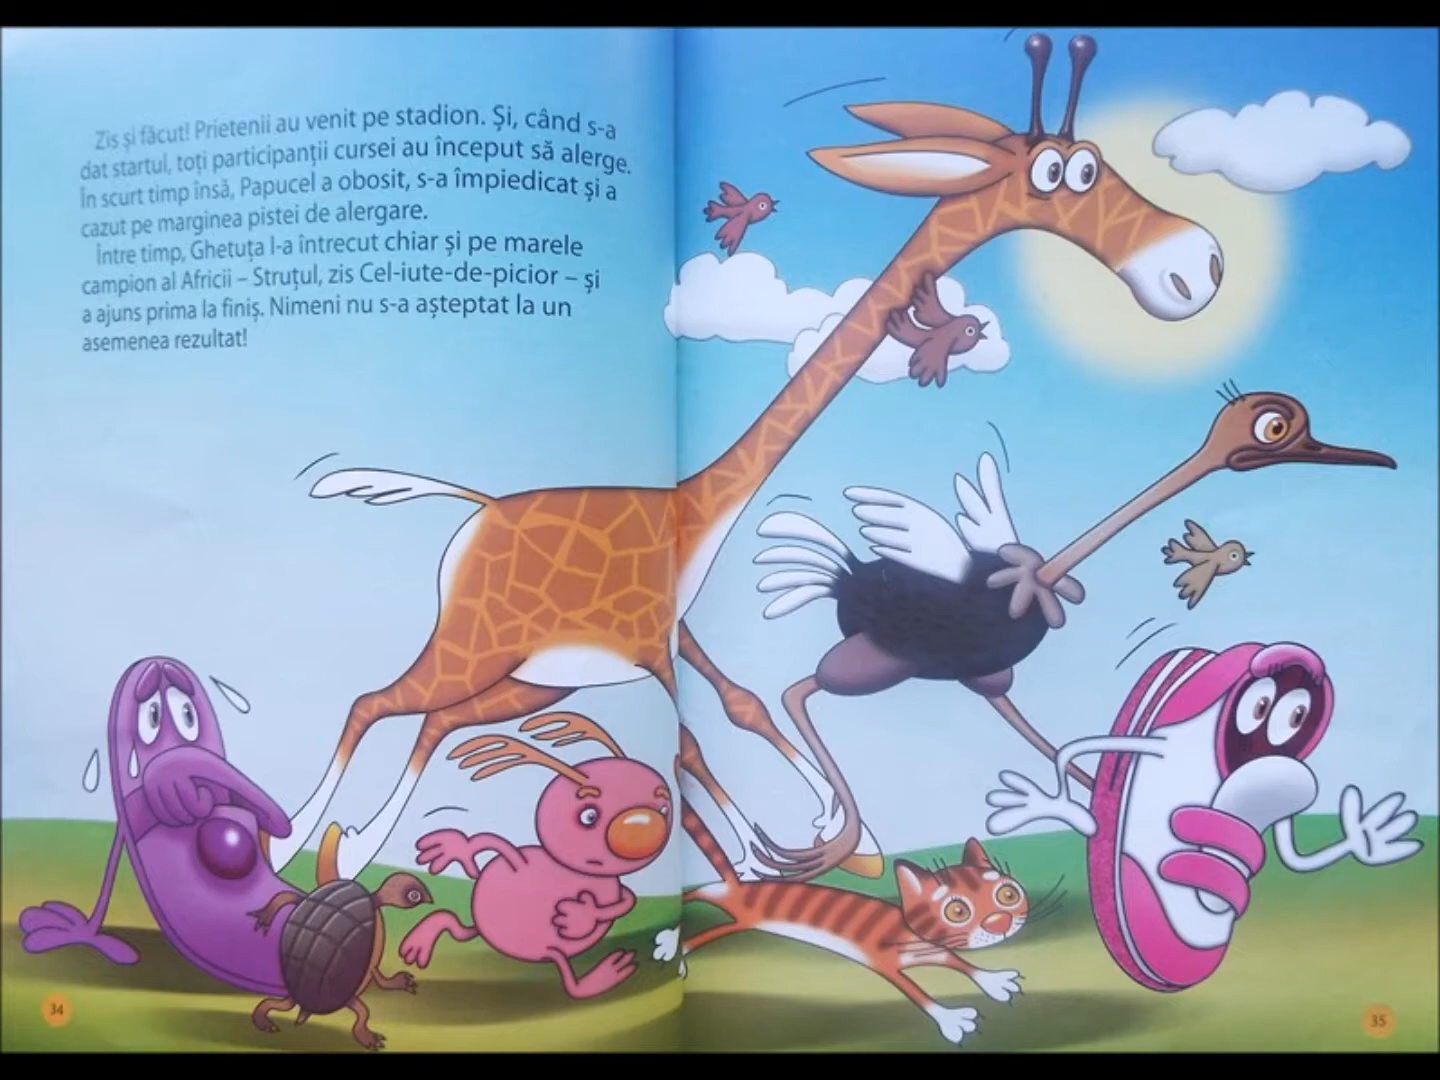 Zis și făcut! Prietenii au venit pe stadion. Și, când s-a
dat startul, toți participanții cursei au început să alerge.
În scurt timp însă, Papucel a obosit, s-a împiedicat și a
cazut pe marginea pistei de alergare.
Între timp, Ghetuța l-a întrecut chiar și pe marele
campion al Africii – Struțul, zis Cel-iute-de-picior – și
a ajuns prima la finiș. Nimeni nu s-a așteptat la un
asemenea rezultat!
34
35